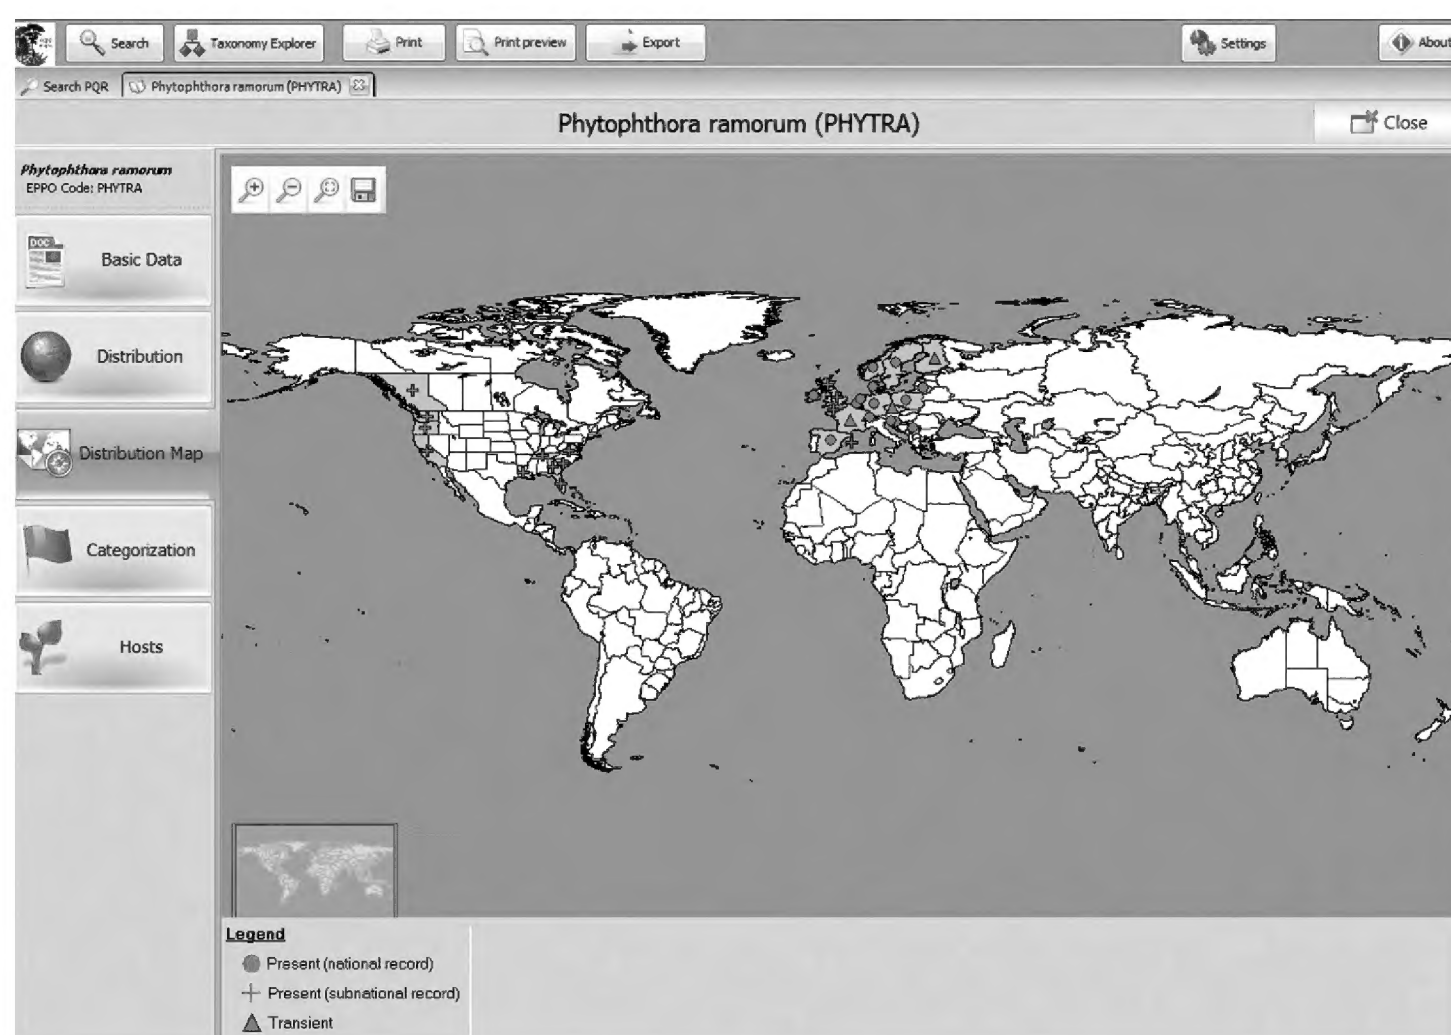 Search Taxonomy Explorer Print Print preview Export Settings About
Search PQR Phytophthora ramorum (PHYTRA)
Phytophthora ramorum (PHYTRA) Close
Phytophthora ramorum
EPPO Code: PHYTRA
DOC
Basic Data
Distribution
Distribution Map
Categorization
Hosts
Legend
Present (national record)
Present (subnational record)
Transient